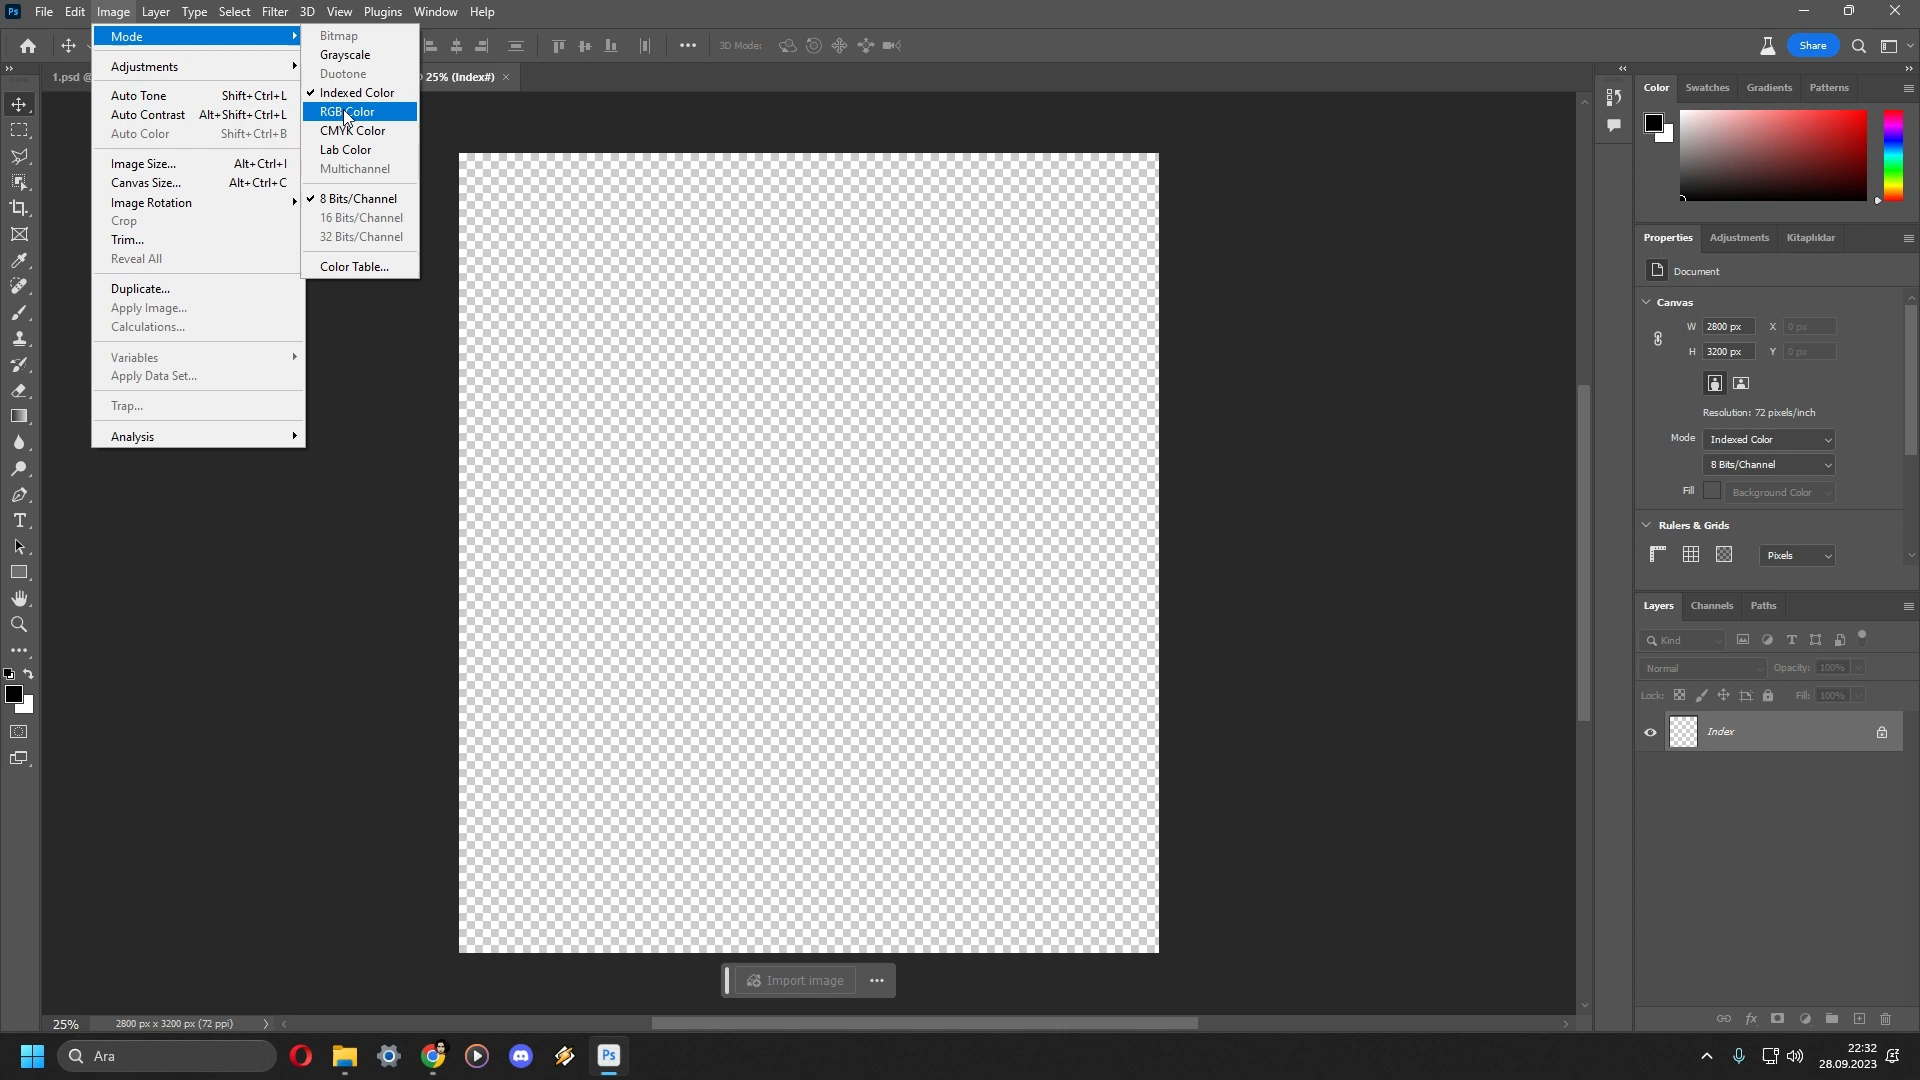 Ps File Edit Image Layer Type Select Filter 3D View Plugins Window Help
3D Mode: Share
1.psd @ 25% (Index#) ×
Mode
Adjustments
Auto Tone Shift+Ctrl+L
Auto Contrast Alt+Shift+Ctrl+L
Auto Color Shift+Ctrl+B
Image Size... Alt+Ctrl+I
Canvas Size... Alt+Ctrl+C
Image Rotation
Crop
Trim...
Reveal All
Duplicate...
Apply Image...
Calculations...
Variables
Apply Data Set...
Trap...
Analysis
Bitmap
Grayscale
Duotone
Indexed Color
RGB Color
CMYK Color
Lab Color
Multichannel
8 Bits/Channel
16 Bits/Channel
32 Bits/Channel
Color Table...
Color Swatches Gradients Patterns
Properties Adjustments Kitaplıklar
Document
Canvas
W 2800 px X 0 px
H 3200 px Y 0 px
Resolution: 72 pixels/inch
Mode Indexed Color
8 Bits/Channel
Fill Background Color
Rulers & Grids
Pixels
Layers Channels Paths
Kind
Normal Opacity: 100%
Lock: Fill: 100%
Index
Import image
25% 2800 px x 3200 px (72 ppi)
Ara
Ps
22:32
28.09.2023